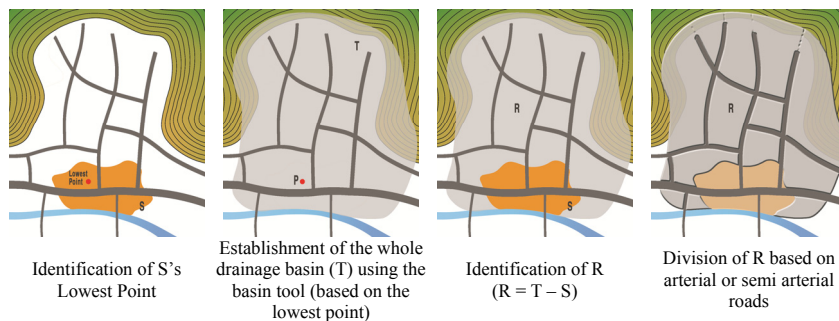 Lowest
Point
S
T
P
R
S
R
Identification of S's
Lowest Point
Establishment of the whole
drainage basin (T) using the
basin tool (based on the
lowest point)
Identification of R
(R = T – S)
Division of R based on
arterial or semi arterial
roads